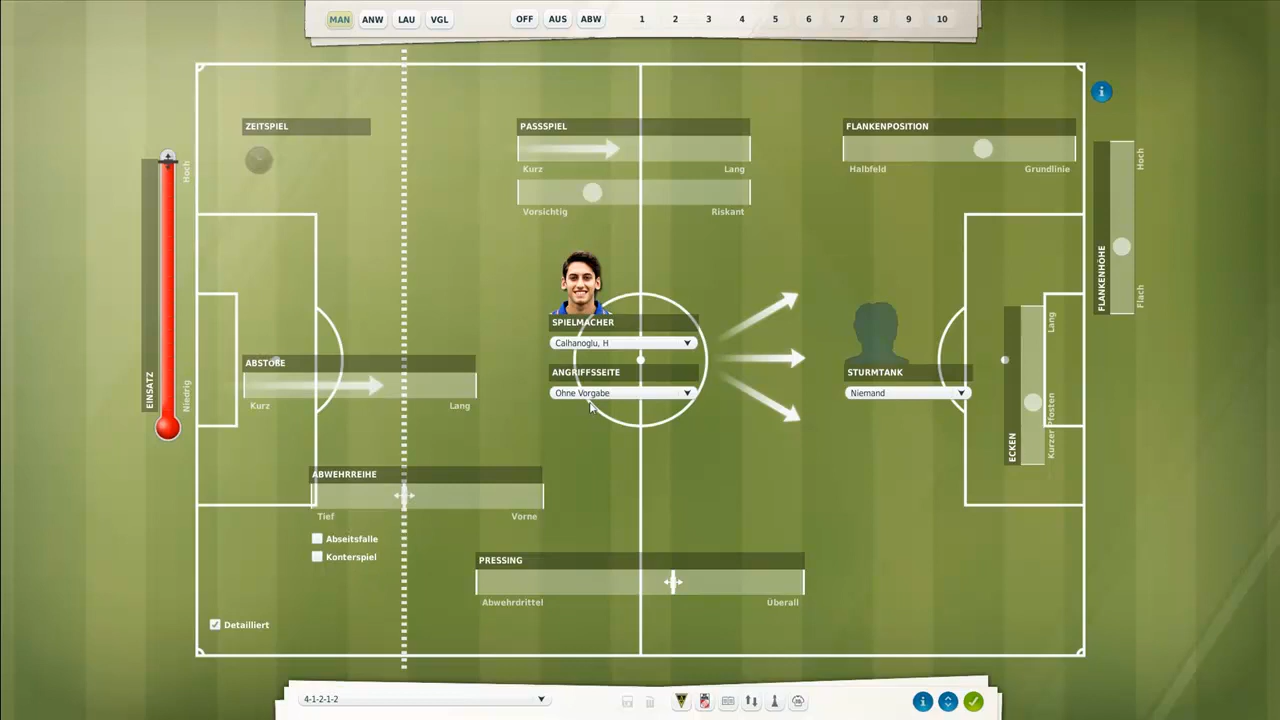 MAN ANW LAU VGL OFF AUS ABW 1 2 3 4 5 6 7 8 9 10
ZEITSPIEL
PASSSPIEL
Kurz Lang
Vorsichtig Riskant
FLANKENPOSITION
Halbfeld Grundlinie
Hoch
EINSATZ
Niedrig
Hoch
FLANKENHÖHE
Flach
SPIELMACHER
Calhanoglu, H
ANGRIFFSSEITE
Ohne Vorgabe
STURMTANK
Niemand
Lang
ECKEN
Kurzer Pfosten
ABSTÖßE
Kurz Lang
ABWEHRREIHE
Tief Vorne
Abseitsfalle
Konterspiel
PRESSING
Abwehrdrittel Überall
Detailliert
4-1-2-1-2